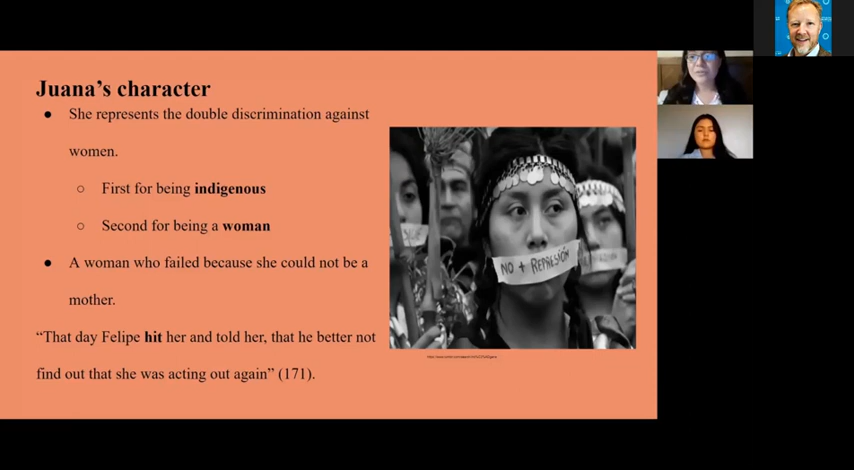 Juana's character
● She represents the double discrimination against
women.
○ First for being indigenous
○ Second for being a woman
● A woman who failed because she could not be a
mother.
“That day Felipe hit her and told her, that he better not
find out that she was acting out again” (171).
NO + REPRESIÓN